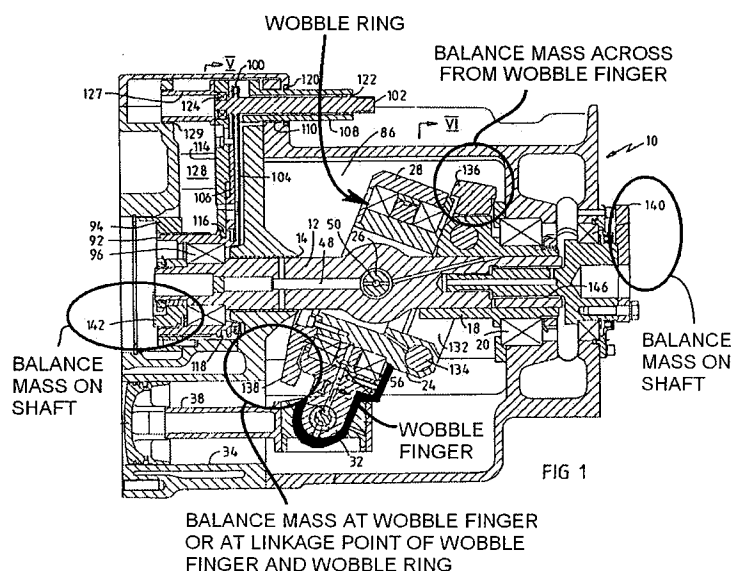 WOBBLE RING
BALANCE MASS ACROSS
FROM WOBBLE FINGER
V
100
127
124
120
122
102
129
110
108
VI
114
86
10
128
104
28
136
106
140
94
116
12
50
92
14
26
96
48
146
142
118
18
132
20
BALANCE
MASS ON
SHAFT
138
56
134
24
BALANCE
MASS ON
SHAFT
38
WOBBLE
FINGER
32
34
FIG 1
BALANCE MASS AT WOBBLE FINGER
OR AT LINKAGE POINT OF WOBBLE
FINGER AND WOBBLE RING